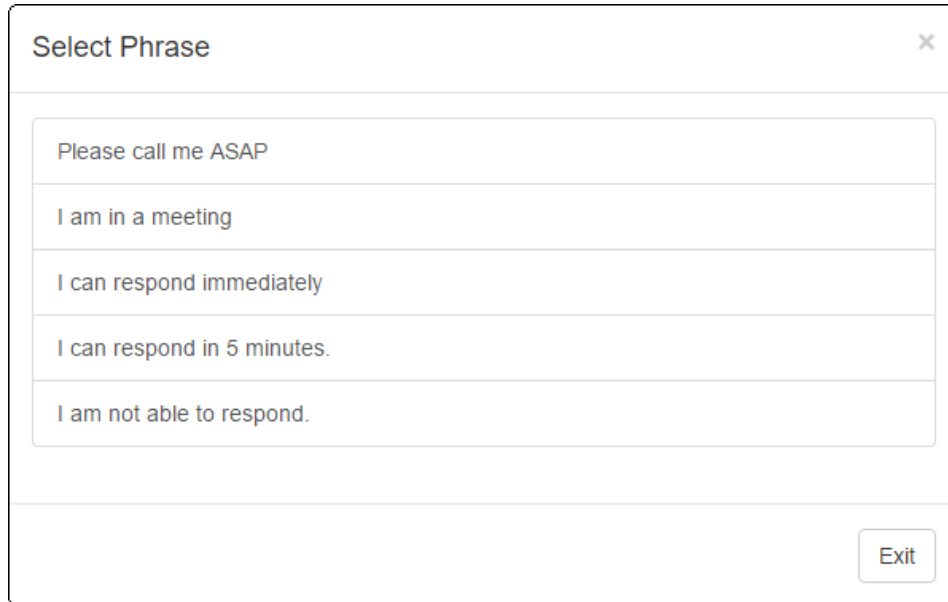 Select Phrase ×
Please call me ASAP
I am in a meeting
I can respond immediately
I can respond in 5 minutes.
I am not able to respond.
Exit